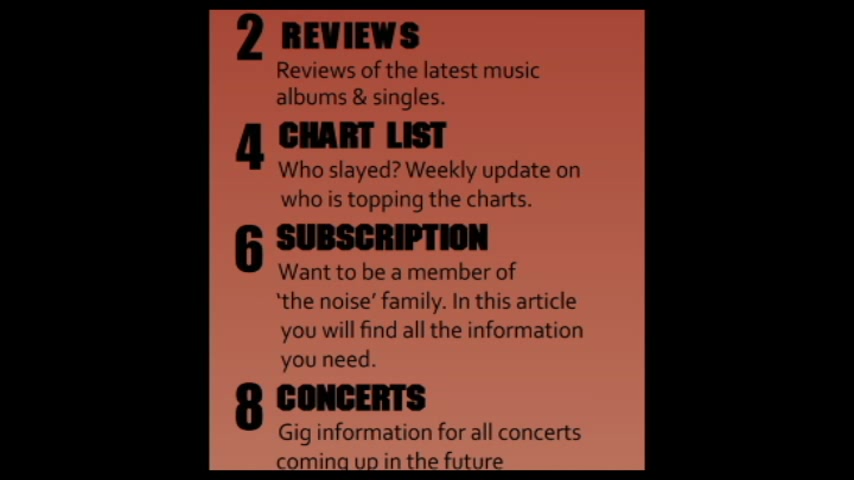 2 REVIEWS
Reviews of the latest music
albums & singles.
4 CHART LIST
Who slayed? Weekly update on
who is topping the charts.
6 SUBSCRIPTION
Want to be a member of
‘the noise’ family. In this article
you will find all the information
you need.
8 CONCERTS
Gig information for all concerts
coming up in the future